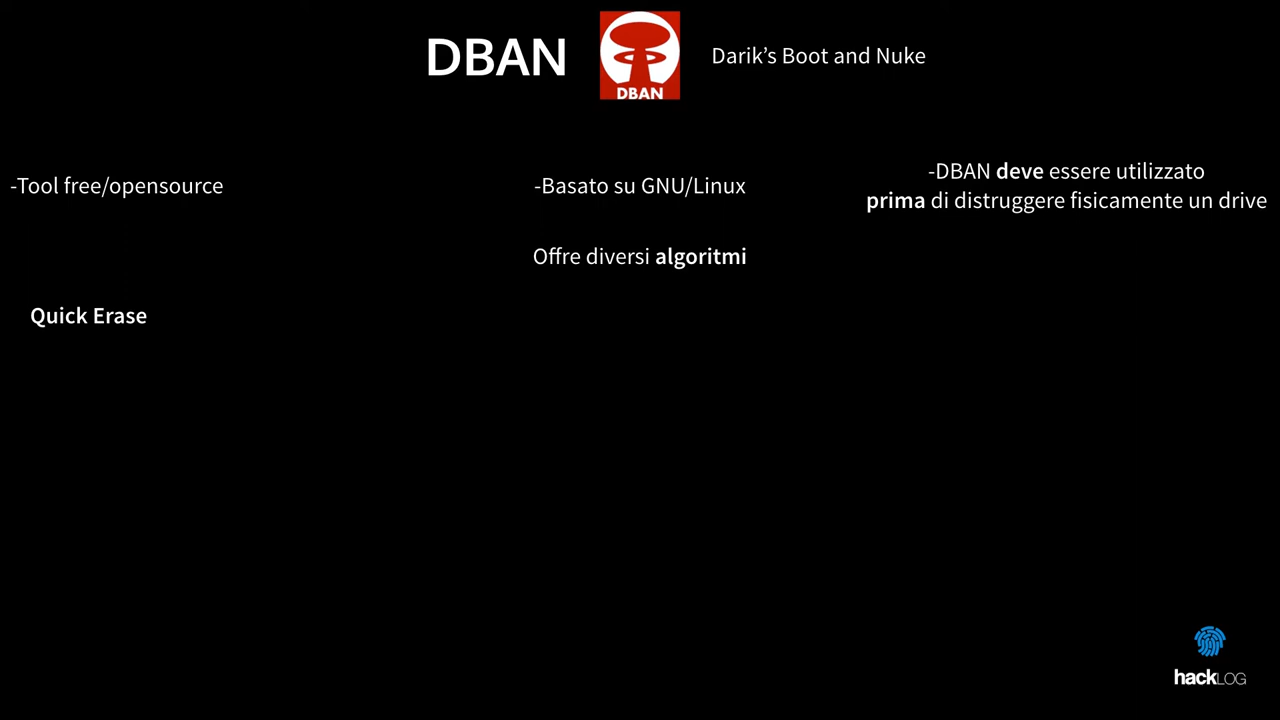 DBAN
DBAN
Darik’s Boot and Nuke
-Tool free/opensource
-Basato su GNU/Linux
-DBAN deve essere utilizzato
prima di distruggere fisicamente un drive
Offre diversi algoritmi
Quick Erase
hackLOG